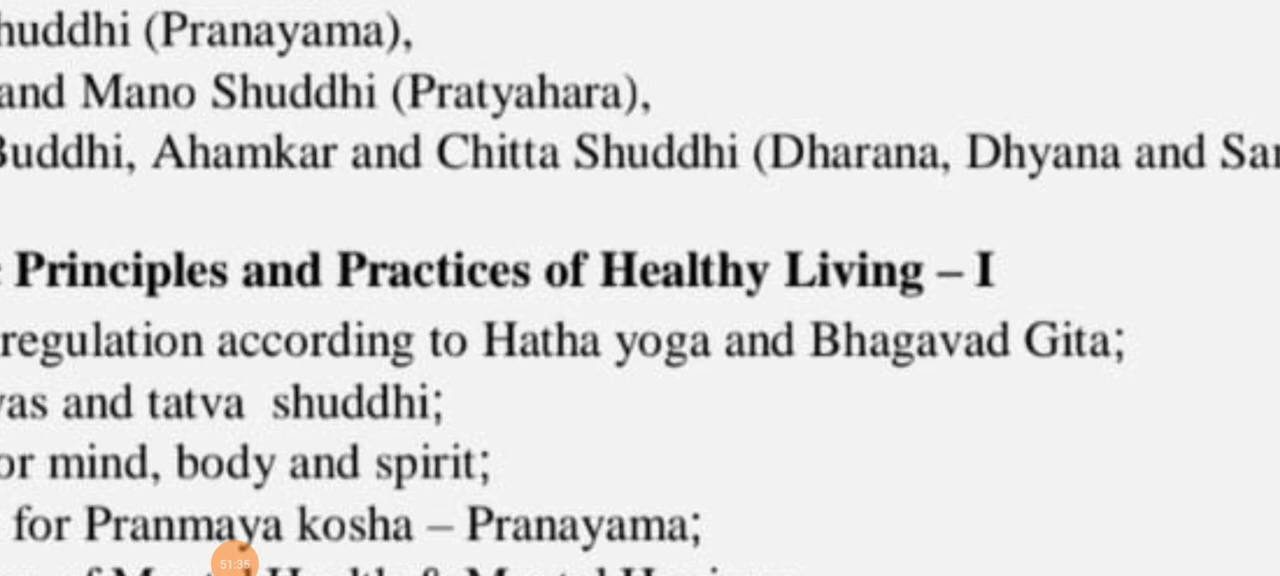 huddhi (Pranayama),
and Mano Shuddhi (Pratyahara),
Buddhi, Ahamkar and Chitta Shuddhi (Dharana, Dhyana and
: Principles and Practices of Healthy Living – I
regulation according to Hatha yoga and Bhagavad Gita;
and tatva shuddhi;
or mind, body and spirit;
for Pranmaya kosha – Pranayama;
51:35